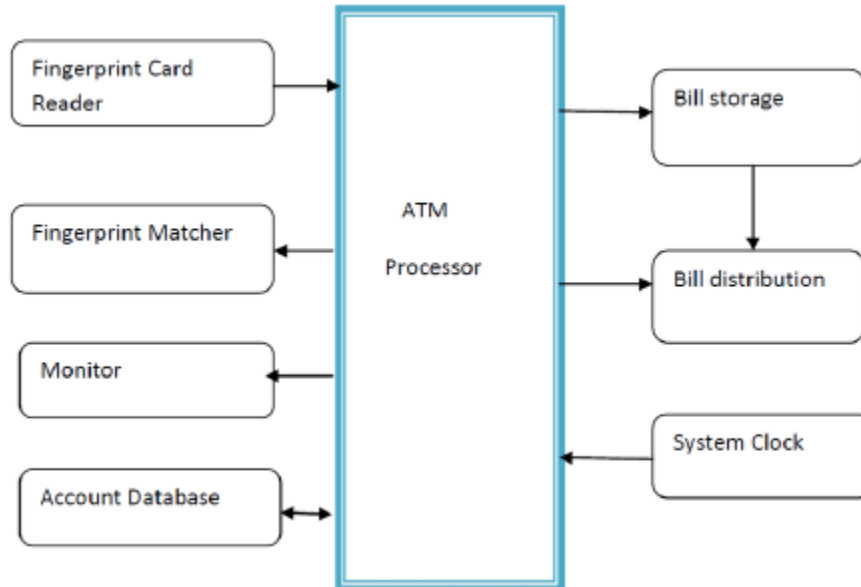 Fingerprint Card
Reader
Fingerprint Matcher
Monitor
Account Database
ATM
Processor
Bill storage
Bill distribution
System Clock